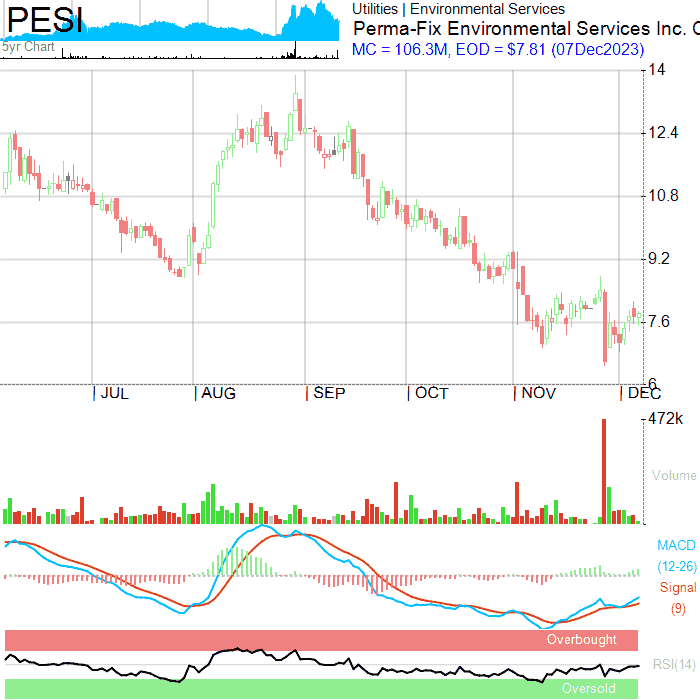 PESI
5yr Chart
Utilities | Environmental Services
Perma-Fix Environmental Services Inc. C
MC = 106.3M, EOD = $7.81 (07Dec2023)
14
12.4
10.8
9.2
7.6
6
JUL AUG SEP OCT NOV DEC
472k
Volume
MACD
(12-26)
Signal
(9)
Overbought
RSI(14)
Oversold